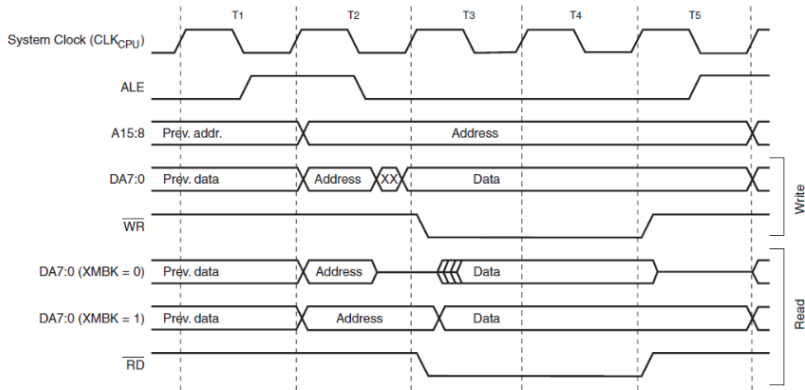 T1 T2 T3 T4 T5
System Clock (CLKCPU)
ALE
A15:8 Prev. addr. Address
DA7:0 Prev. data Address XX Data
WR
Write
DA7:0 (XMBK = 0) Prev. data Address Data
DA7:0 (XMBK = 1) Prev. data Address Data
RD
Read